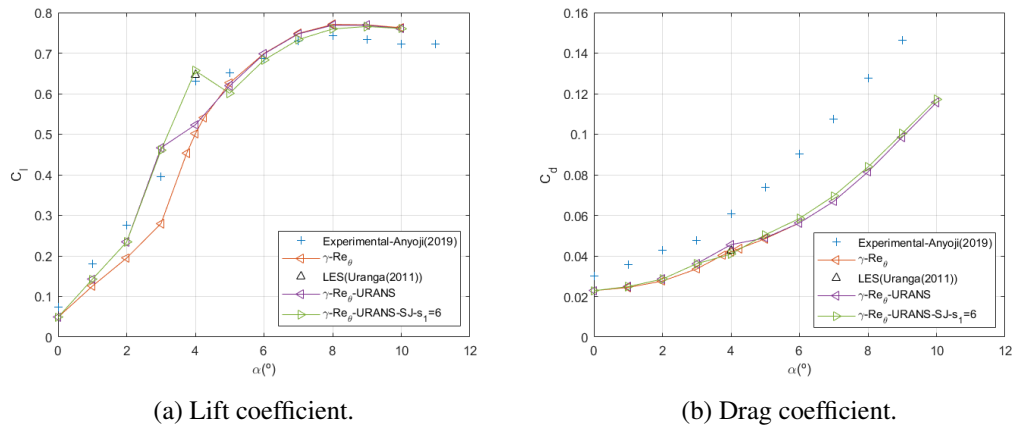 0.8
0.7
0.6
0.5
0.4
0.3
0.2
0.1
0
C_l
0 2 4 6 8 10 12
α(º)
Experimental-Anyoji(2019)
γ-Re_θ
LES(Uranga(2011))
γ-Re_θ-URANS
γ-Re_θ-URANS-SJ-s_1=6
(a) Lift coefficient.
0.16
0.14
0.12
0.1
0.08
0.06
0.04
0.02
0
C_d
0 2 4 6 8 10 12
α(º)
Experimental-Anyoji(2019)
γ-Re_θ
LES(Uranga(2011))
γ-Re_θ-URANS
γ-Re_θ-URANS-SJ-s_1=6
(b) Drag coefficient.